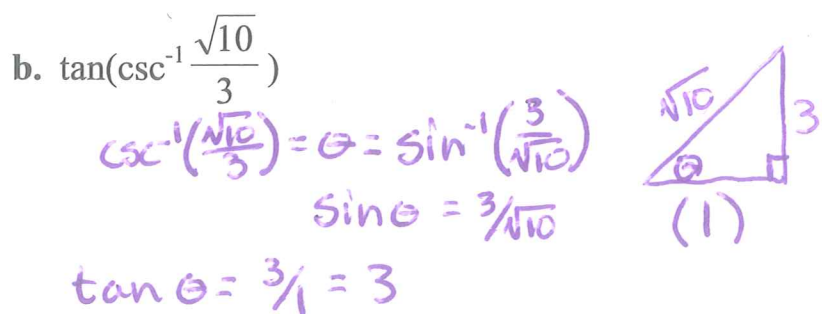 b. tan(csc⁻¹ √10/3)
csc⁻¹(√10/3) = θ = sin⁻¹(3/√10)
sinθ = 3/√10
tan θ = 3/1 = 3
√10
3
θ
(1)